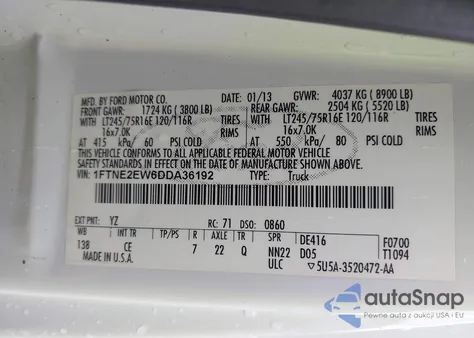 MFD. BY FORD MOTOR CO.
01/13 GVWR: 4037 KG ( 8900 LB)
FRONT GAWR: REAR GAWR:
1724 KG ( 3800 LB) 2504 KG ( 5520 LB)
WITH LT245/75R16E 120/116R TIRES WITH LT245/75R16E 120/116R TIRES
16x7.0K RIMS 16x7.0K RIMS
AT 415 kPa/ 60 PSI COLD AT 550 kPa/ 80 PSI COLD
THIS VEHICLE CONFORMS TO ALL APPLICABLE FEDERAL MOTOR VEHICLE
SAFETY STANDARDS IN EFFECT ON THE DATE OF MANUFACTURE SHOWN ABOVE.
VIN: 1FTNE2EW6DDA36192 TYPE: Truck
EXT PNT: YZ RC: 71 DSO: 0860
WB INT TR TP/PS R AXLE TR SPR DE416 F0700
138 CE 7 22 Q NN22 D05 T1094
MADE IN U.S.A. ULC 5U5A-3520472-AA
autaSnap
AUTA UŻYWANE Z USA i EU